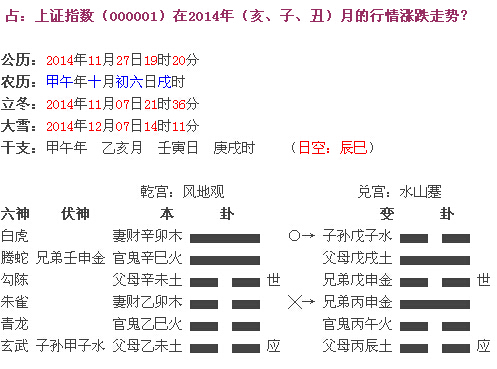 占：上证指数（000001）在2014年（亥、子、丑）月的行情涨跌走势？
公历：2014年11月27日19时20分
农历：甲午年十月初六日戌时
立冬：2014年11月07日21时36分
大雪：2014年12月07日14时11分
干支：甲午年 乙亥月 壬寅日 庚戌时 （日空：辰巳）
乾宫：风地观 兑宫：水山蹇
六神 伏神 本 卦 变 卦
白虎 妻财辛卯木 ○→ 子孙戊子水
腾蛇 兄弟壬申金 官鬼辛巳火 父母戊戌土
勾陈 父母辛未土 世 兄弟戊申金 世
朱雀 妻财乙卯木 ╳→ 兄弟丙申金
青龙 官鬼乙巳火 官鬼丙午火
玄武 子孙甲子水 父母乙未土 应 父母丙辰土 应